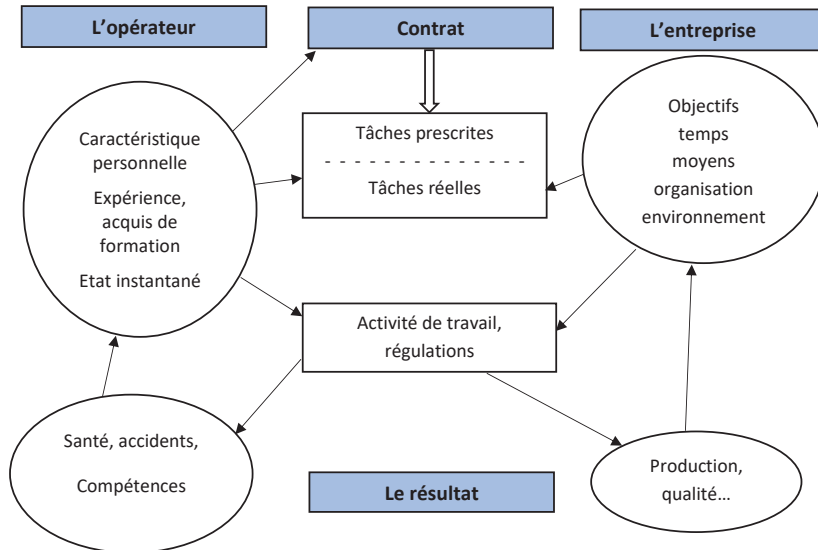 L'opérateur
Contrat
L'entreprise
Caractéristique
personnelle
Expérience,
acquis de
formation
Etat instantané
Tâches prescrites
- - - - - - - - - - - - - -
Tâches réelles
Objectifs
temps
moyens
organisation
environnement
Activité de travail,
régulations
Santé, accidents,
Compétences
Le résultat
Production,
qualité…